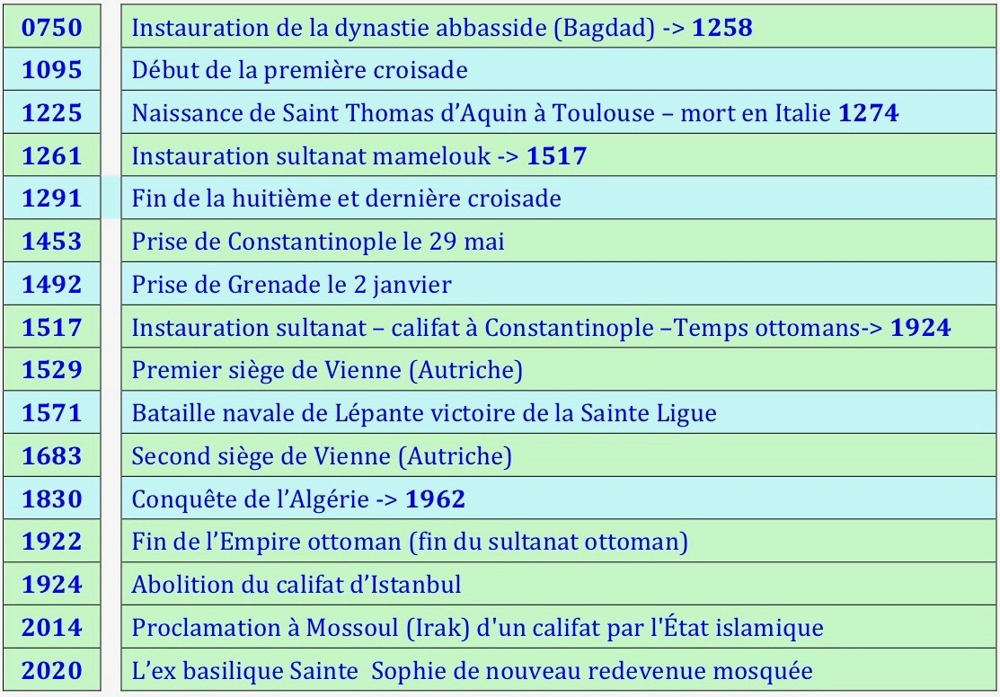 0750 Instauration de la dynastie abbasside (Bagdad) -> 1258
1095 Début de la première croisade
1225 Naissance de Saint Thomas d’Aquin à Toulouse – mort en Italie 1274
1261 Instauration sultanat mamelouk -> 1517
1291 Fin de la huitième et dernière croisade
1453 Prise de Constantinople le 29 mai
1492 Prise de Grenade le 2 janvier
1517 Instauration sultanat – califat à Constantinople –Temps ottomans-> 1924
1529 Premier siège de Vienne (Autriche)
1571 Bataille navale de Lépante victoire de la Sainte Ligue
1683 Second siège de Vienne (Autriche)
1830 Conquête de l’Algérie -> 1962
1922 Fin de l’Empire ottoman (fin du sultanat ottoman)
1924 Abolition du califat d’Istanbul
2014 Proclamation à Mossoul (Irak) d'un califat par l'État islamique
2020 L’ex basilique Sainte  Sophie de nouveau redevenue mosquée